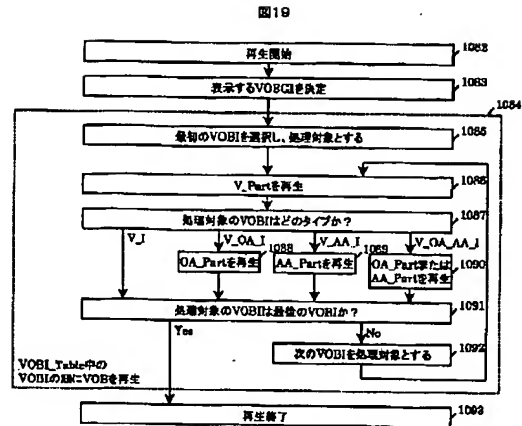 図19
再生開始
1082
表示するVOBGIを決定
1083
1084
最初のVOBIを選択し、処理対象とする
1085
V_Partを再生
1086
処理対象のVOBIはどのタイプか?
1087
V_I
V_OA_I
V_AA_I
V_OA_AA_I
1088
1089
OA_Partを再生
AA_Partを再生
OA_Partまたは
AA_Partを再生
1090
処理対象のVOBIは最後のVOBIか?
1091
Yes
No
次のVOBIを処理対象とする
1092
VOBI_Table中の
VOBIの順にVOBを再生
再生終了
1093